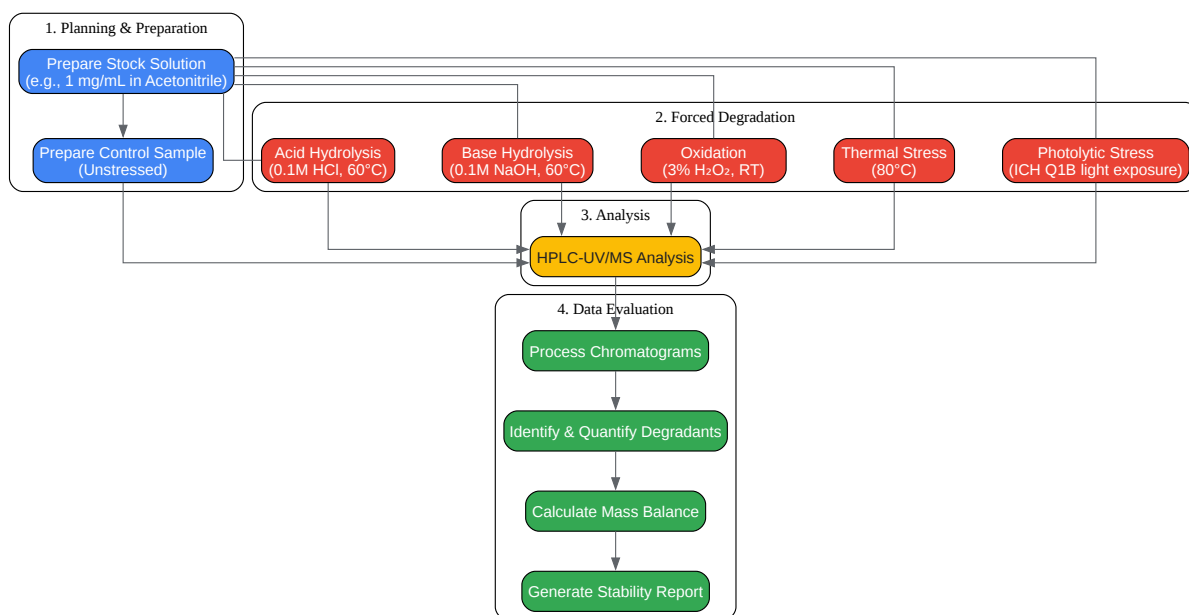 1. Planning & Preparation
Prepare Stock Solution
(e.g., 1 mg/mL in Acetonitrile)
Prepare Control Sample
(Unstressed)
2. Forced Degradation
Acid Hydrolysis
(0.1M HCl, 60°C)
Base Hydrolysis
(0.1M NaOH, 60°C)
Oxidation
(3% H₂O₂, RT)
Thermal Stress
(80°C)
Photolytic Stress
(ICH Q1B light exposure)
3. Analysis
HPLC-UV/MS Analysis
4. Data Evaluation
Process Chromatograms
Identify & Quantify Degradants
Calculate Mass Balance
Generate Stability Report